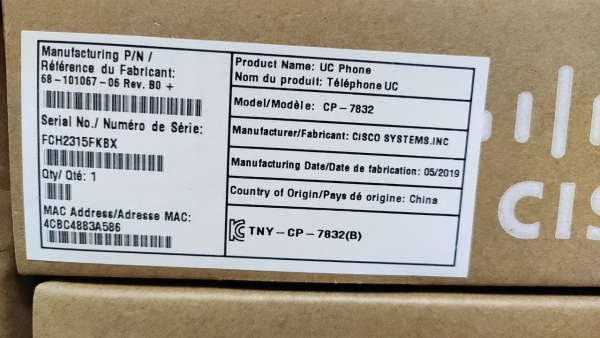 Manufacturing P/N /
Référence du Fabricant:
68-101067-06 Rev. B0 +
Serial No./ Numéro de Série:
FCH2315FKBX
Qty/ Qté: 1
MAC Address/Adresse MAC:
4CBC4883A586
Product Name: UC Phone
Nom du produit: Téléphone UC
Model/Modèle: CP-7832
Manufacturer/Fabricant: CISCO SYSTEMS.INC
Manufacturing Date/Date de fabrication: 05/2019
Country of Origin/Pays dé origine: China
TNY-CP-7832(B)
CIS